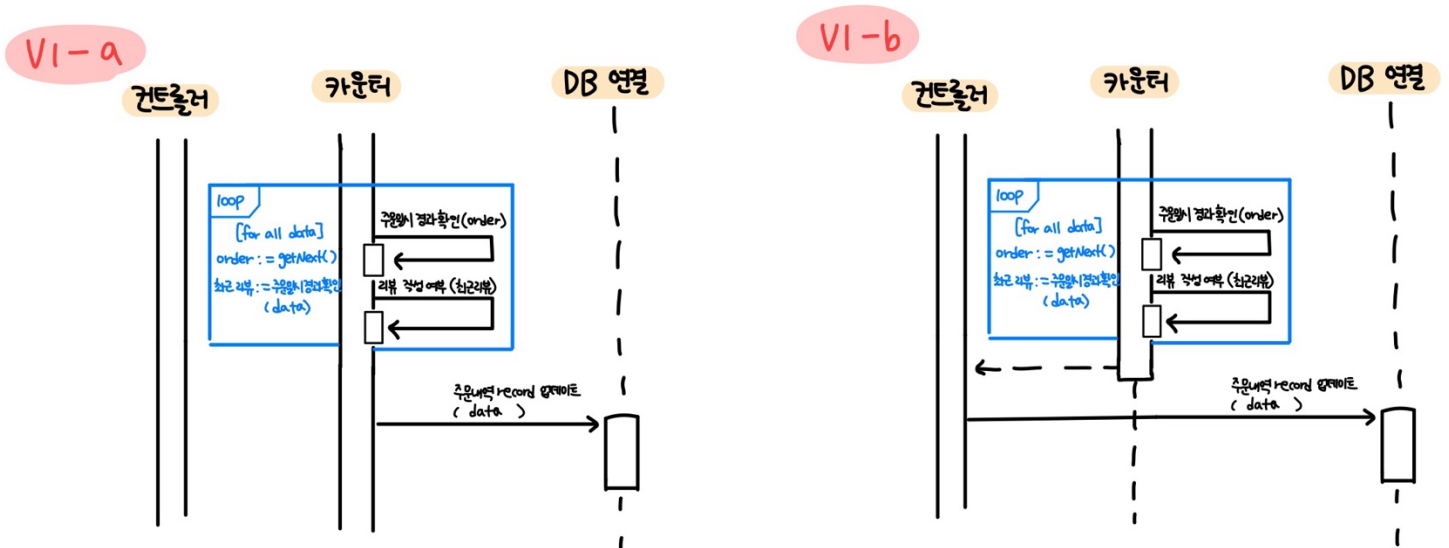 V1-a
컨트롤러
카운터
DB 연결
loop
[for all data]
order := getNext()
최근 리뷰 := 주문일시경과확인
(data)
주문일시 경과 확인 (order)
리뷰 작성 여부 (최근리뷰)
주문내역 record 업데이트
( data )
V1-b
컨트롤러
카운터
DB 연결
loop
[for all data]
order := getNext()
최근 리뷰 := 주문일시경과확인
(data)
주문일시 경과 확인 (order)
리뷰 작성 여부 (최근리뷰)
주문내역 record 업데이트
( data )